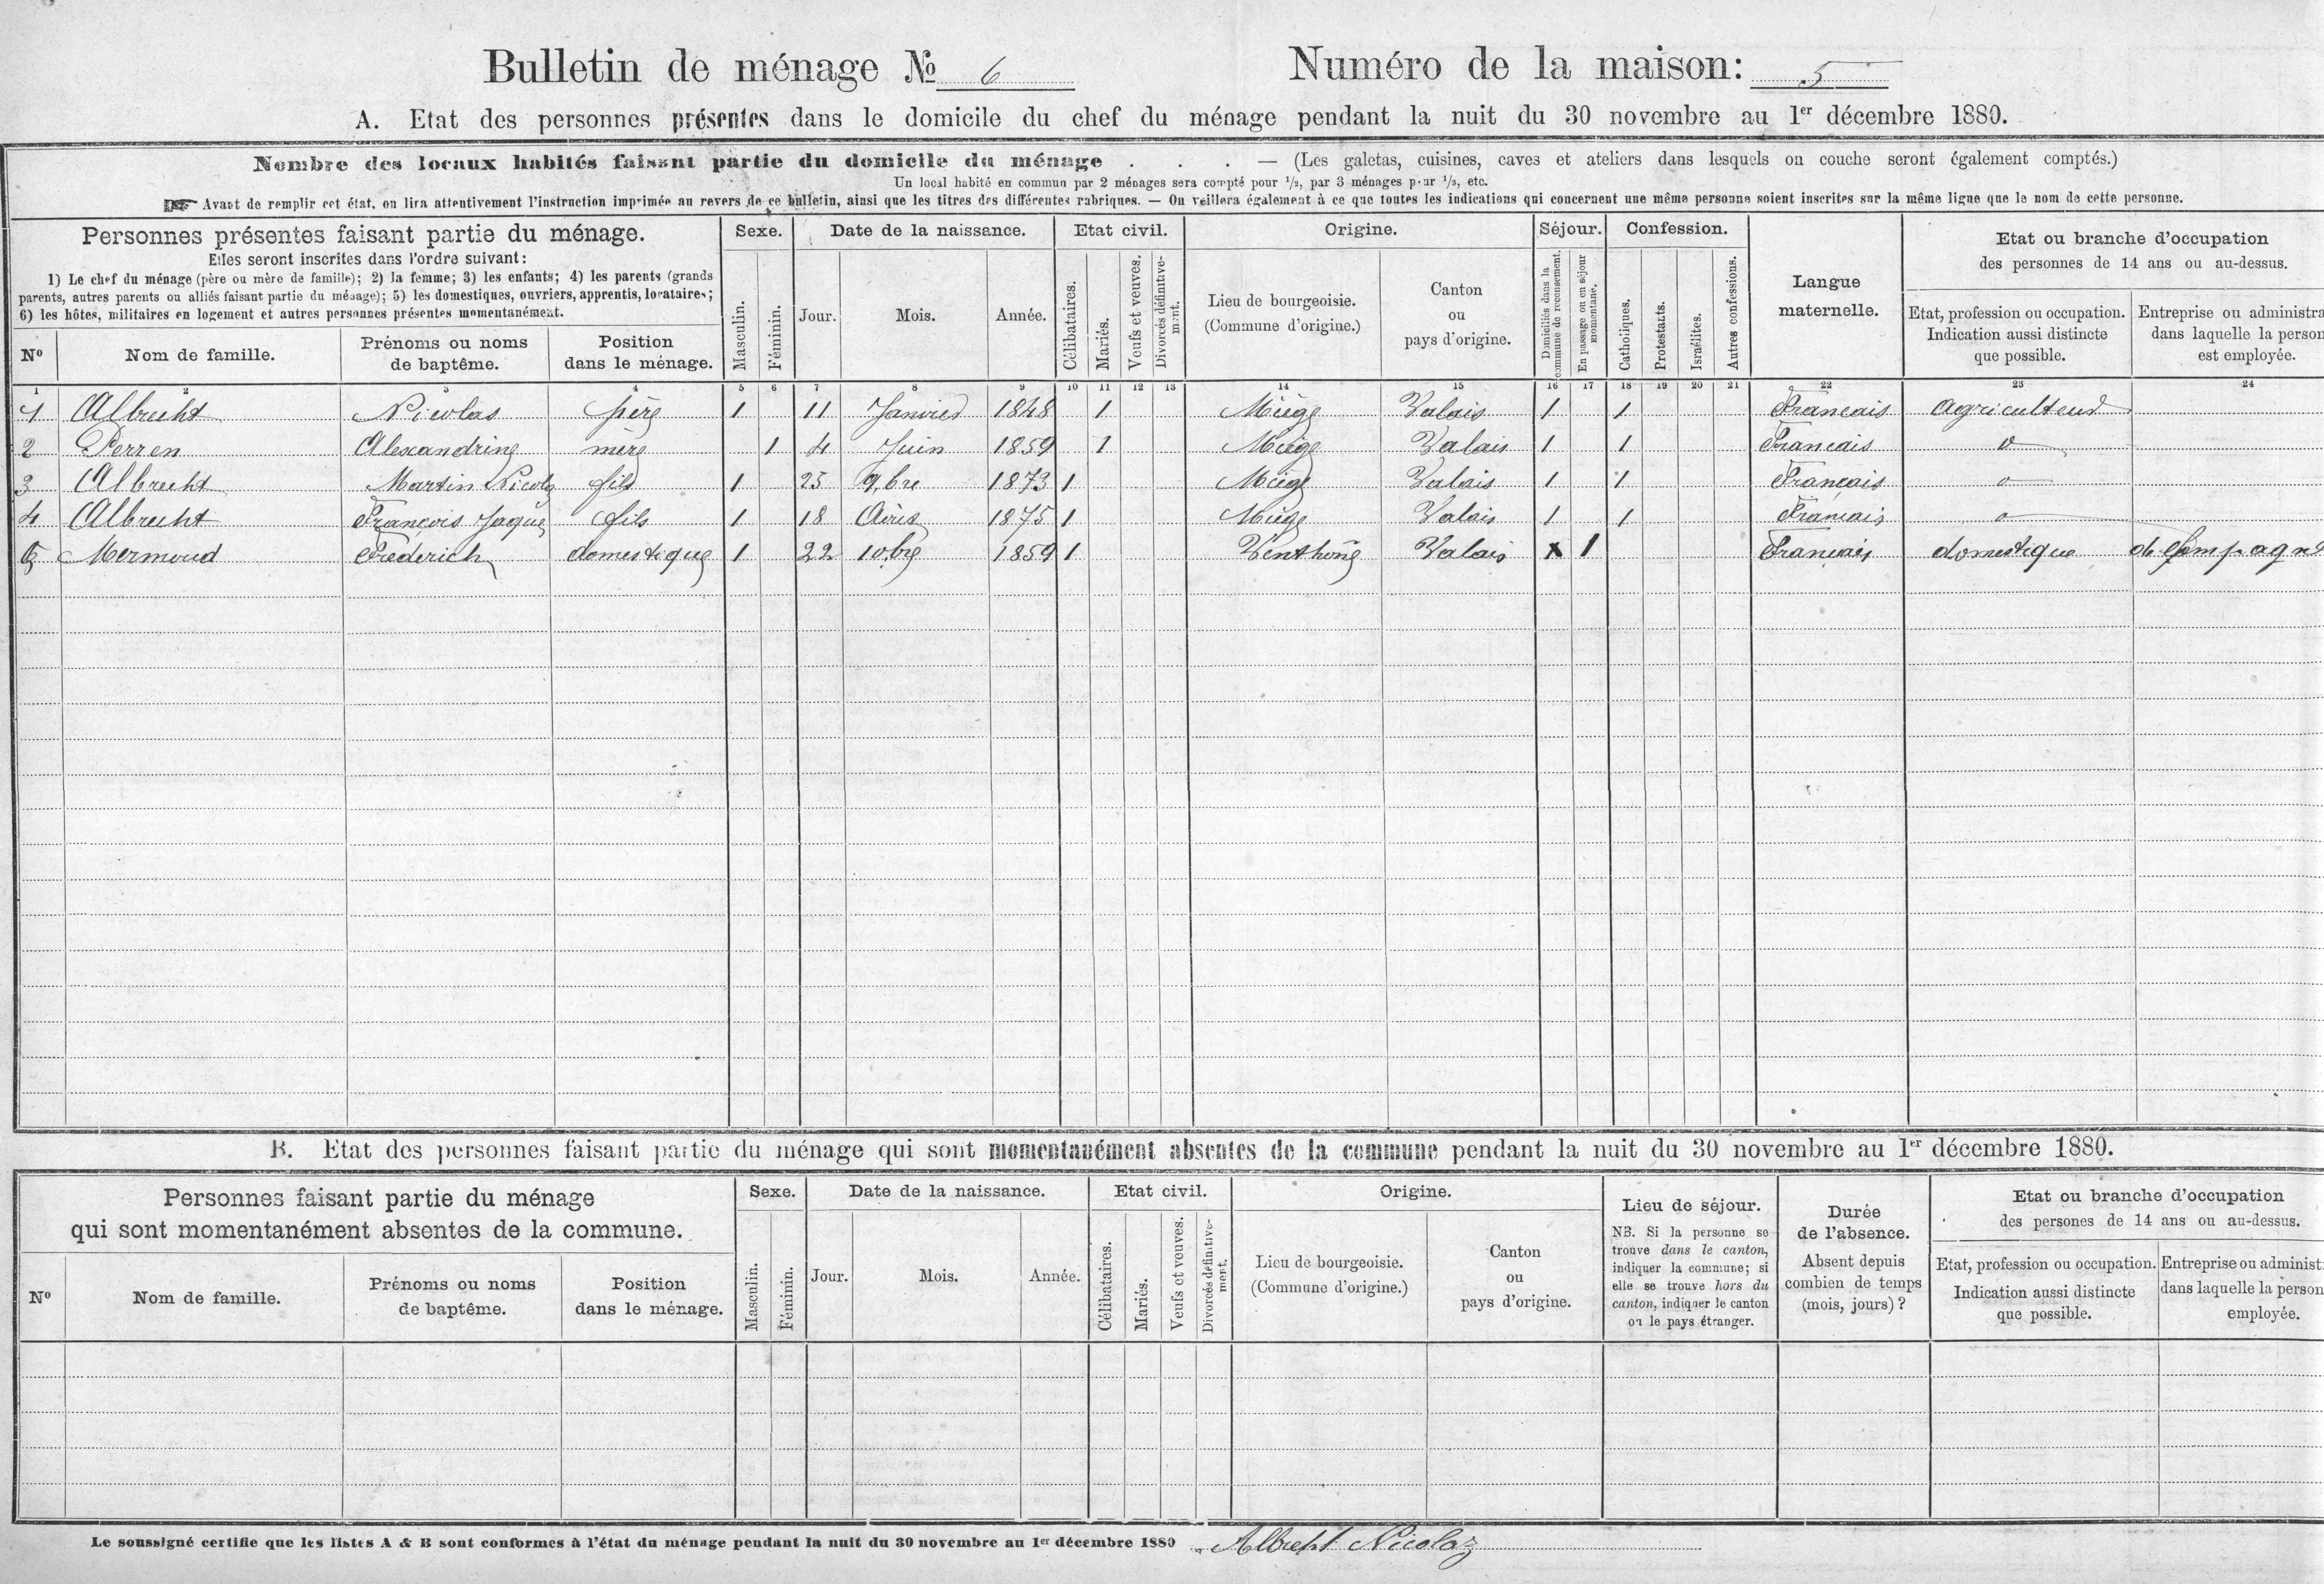 Bulletin de ménage № 6 Numéro de la maison: 5
A. Etat des personnes présentes dans le domicile du chef du ménage pendant la nuit du 30 novembre au 1er décembre 1880.
Nombre des locaux habités faisant partie du domicile du ménage . . . — (Les galetas, cuisines, caves et ateliers dans lesquels on couche seront également comptés.)
Un local habité en commun par 2 ménages sera compté pour 1/2, par 3 ménages pour 1/3, etc.
Avant de remplir cet état, on lira attentivement l'instruction imprimée au revers de ce bulletin, ainsi que les titres des différentes rubriques. — On veillera également à ce que toutes les indications qui concernent une même personne soient inscrites sur la même ligne que le nom de cette personne.
Personnes présentes faisant partie du ménage.
Elles seront inscrites dans l'ordre suivant:
1) Le chef du ménage (père ou mère de famille); 2) la femme; 3) les enfants; 4) les parents (grands
parents, autres parents ou alliés faisant partie du ménage); 5) les domestiques, ouvriers, apprentis, locataires;
6) les hôtes, militaires en logement et autres personnes présentes momentanément.
No
Nom de famille.
Prénoms ou noms
de baptême.
Position
dans le ménage.
Sexe.
Masculin.
Féminin.
Date de la naissance.
Jour.
Mois.
Année.
Etat civil.
Célibataires.
Mariés.
Veufs et veuves.
Divorcés définitive-
ment.
Origine.
Lieu de bourgeoisie.
(Commune d'origine.)
Canton
ou
pays d'origine.
Séjour.
Domiciliés dans la
commune de recensement.
En passage ou en séjour
momentané.
Confession.
Catholiques.
Protestants.
Israélites.
Autres confessions.
Langue
maternelle.
Etat ou branche d'occupation
des personnes de 14 ans ou au-dessus.
Etat, profession ou occupation.
Indication aussi distincte
que possible.
Entreprise ou administra
dans laquelle la person
est employée.
1 2 3 4 5 6 7 8 9 10 11 12 13 14 15 16 17 18 19 20 21 22 23 24
1 Albrecht Nicolas père 1 11 Janvier 1848 1 Miège Valais 1 1 Francais agriculteur
2 Perren Alexandrine mère 1 4 Juin 1859 1 Miège Valais 1 1 Francais o
3 Albrecht Martin Nicola fils 1 25 9bre 1873 1 Miège Valais 1 1 Français o
4 Albrecht Francois Jaque fils 1 18 1875 1 Miège Valais 1 1 Francais o
5 Mermoud Frederich domestique 1 22 10bre 1859 1 Venthône Valais x 1 Francais domestique de Campagne
B. Etat des personnes faisant partie du ménage qui sont momentanément absentes de la commune pendant la nuit du 30 novembre au 1er décembre 1880.
Personnes faisant partie du ménage
qui sont momentanément absentes de la commune.
No
Nom de famille.
Prénoms ou noms
de baptême.
Position
dans le ménage.
Sexe.
Masculin.
Féminin.
Date de la naissance.
Jour.
Mois.
Année.
Etat civil.
Célibataires.
Mariés.
Veufs et veuves.
Divorcés définitive-
ment.
Origine.
Lieu de bourgeoisie.
(Commune d'origine.)
Canton
ou
pays d'origine.
Lieu de séjour.
NB. Si la personne se
trouve dans le canton,
indiquer la commune; si
elle se trouve hors du
canton, indiquer le canton
ou le pays étranger.
Durée
de l'absence.
Absent depuis
combien de temps
(mois, jours)?
Etat ou branche d'occupation
des persones de 14 ans ou au-dessus.
Etat, profession ou occupation.
Indication aussi distincte
que possible.
Entreprise ou administ
dans laquelle la person
employée.
Le soussigné certifie que les listes A & B sont conformes à l'état du ménage pendant la nuit du 30 novembre au 1er décembre 1880 Albrecht Nicolaz